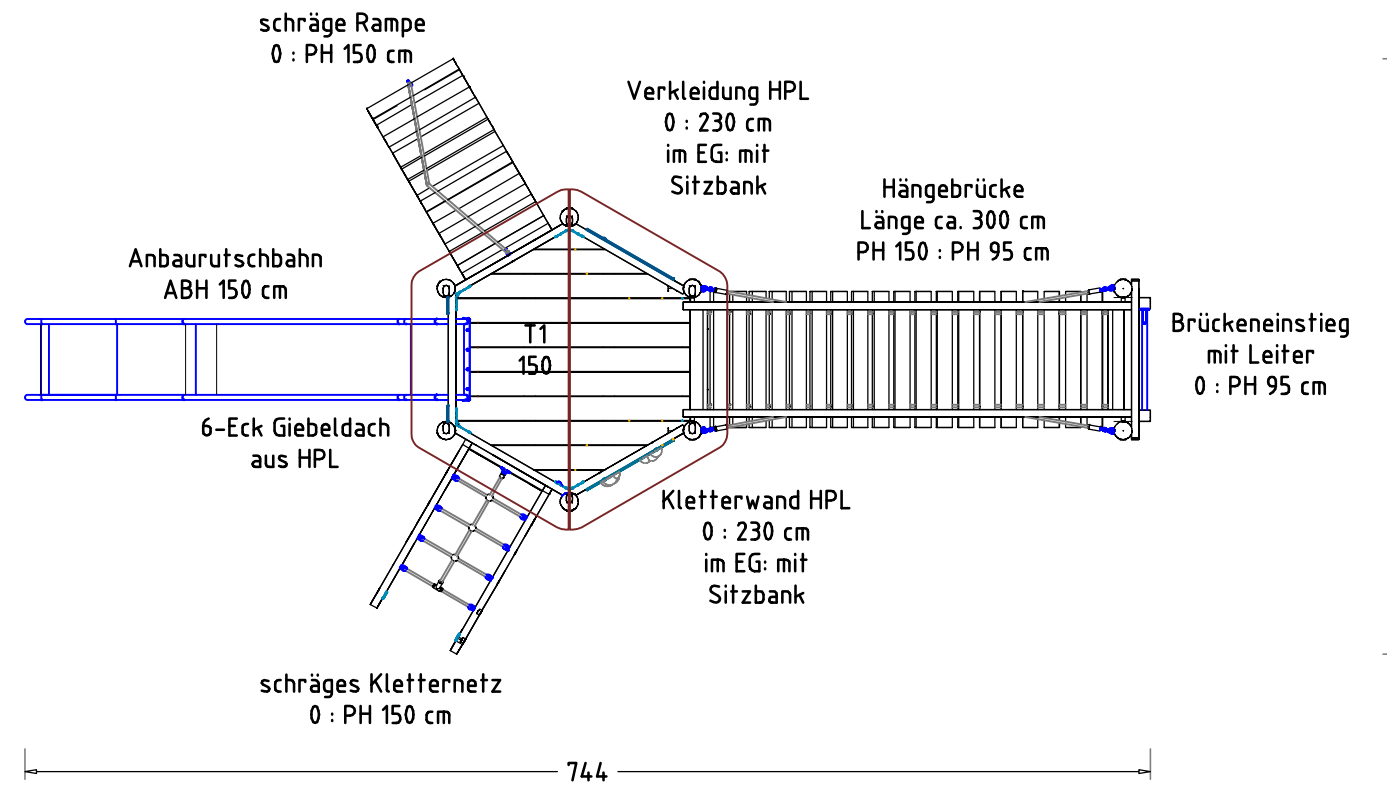 schräge Rampe
0 : PH 150 cm
Verkleidung HPL
0 : 230 cm
im EG: mit
Sitzbank
Hängebrücke
Länge ca. 300 cm
PH 150 : PH 95 cm
Anbaurutschbahn
ABH 150 cm
T1
150
Brückeneinstieg
mit Leiter
0 : PH 95 cm
6-Eck Giebeldach
aus HPL
Kletterwand HPL
0 : 230 cm
im EG: mit
Sitzbank
schräges Kletternetz
0 : PH 150 cm
744